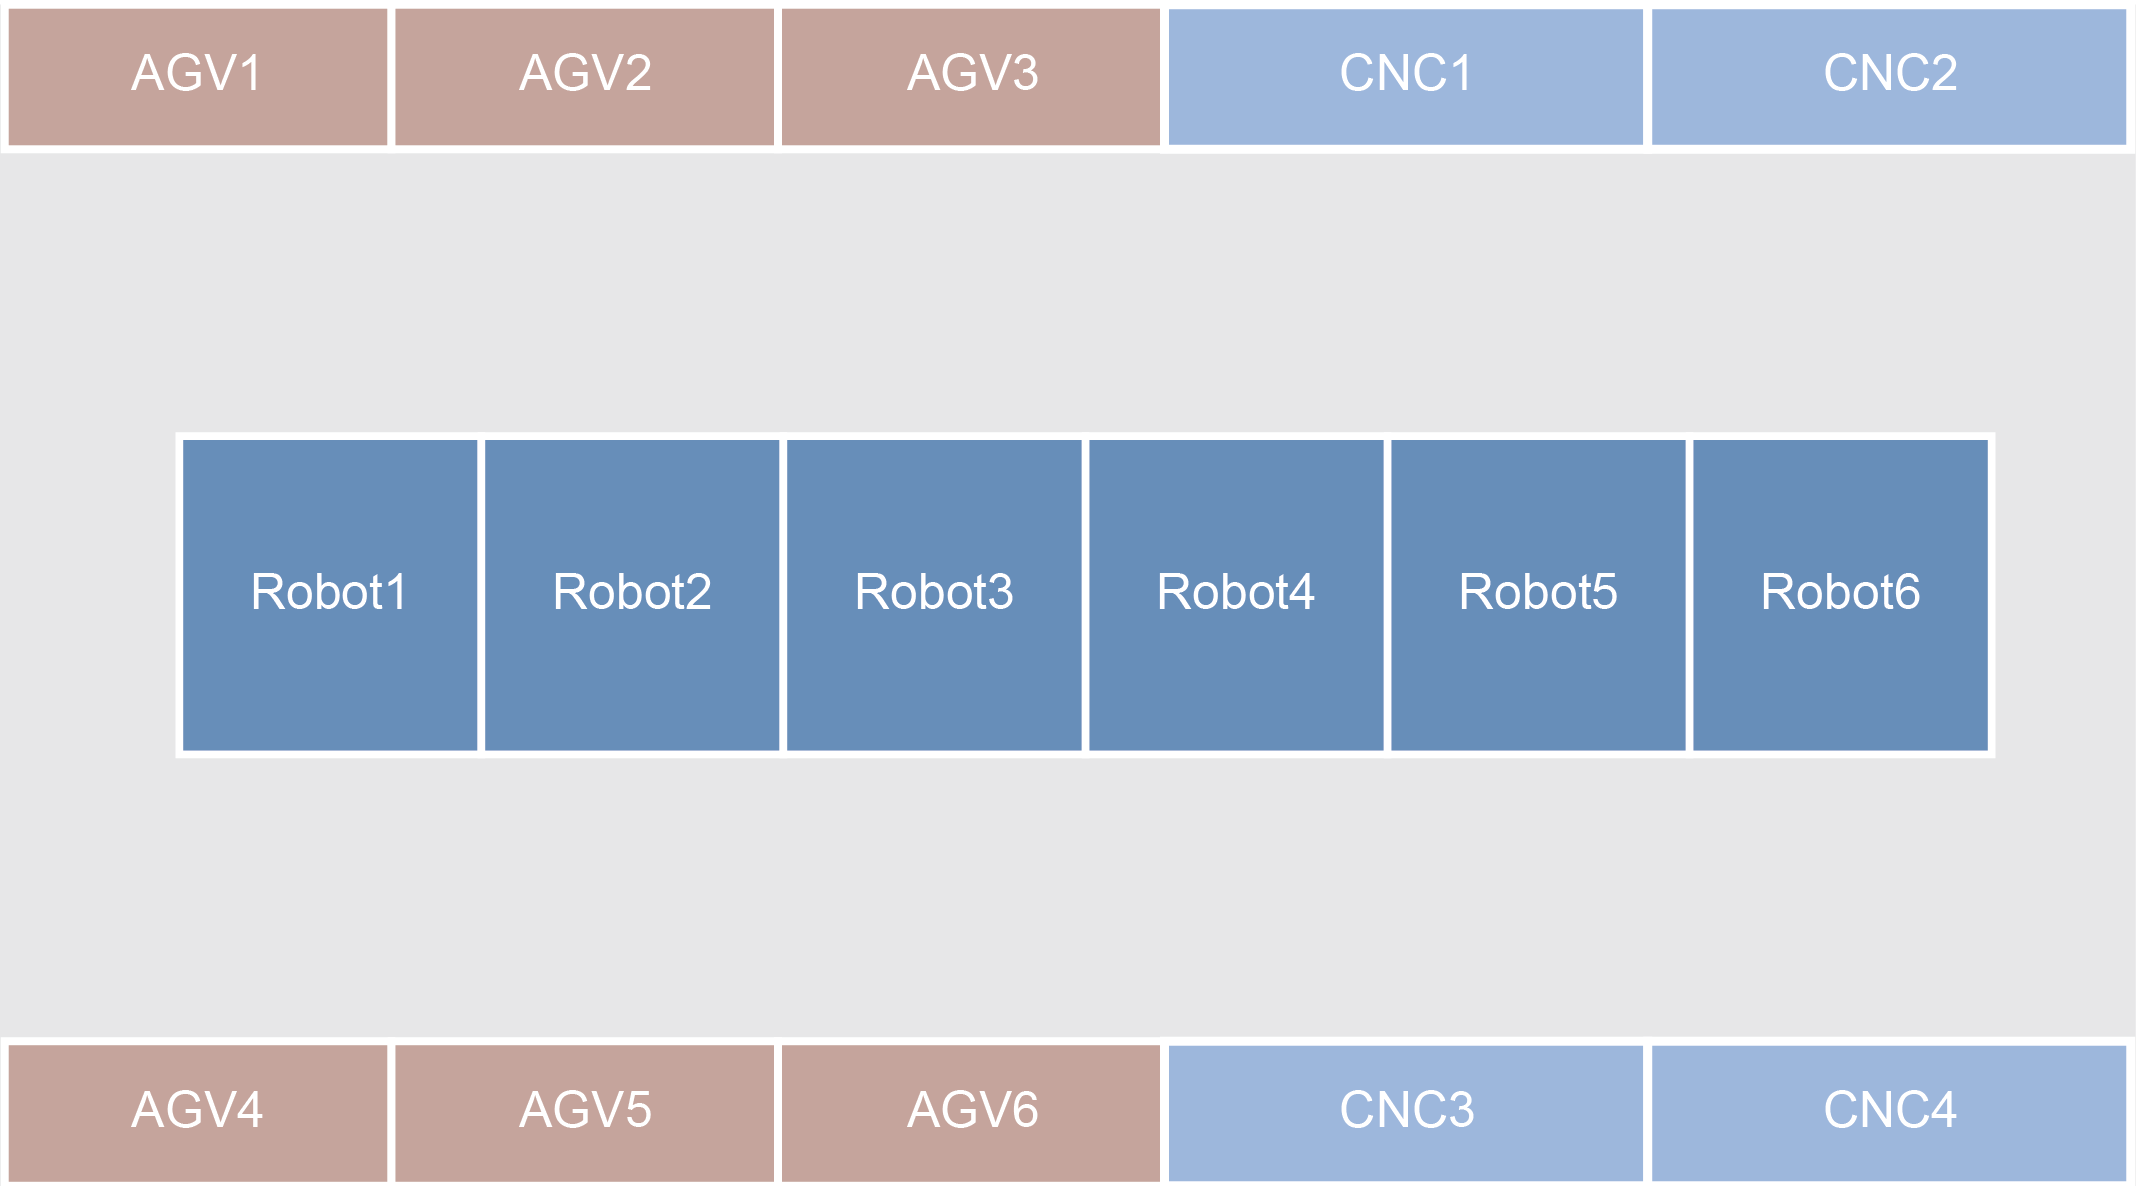 AGV1 AGV2 AGV3 CNC1 CNC2
Robot1 Robot2 Robot3 Robot4 Robot5 Robot6
AGV4 AGV5 AGV6 CNC3 CNC4